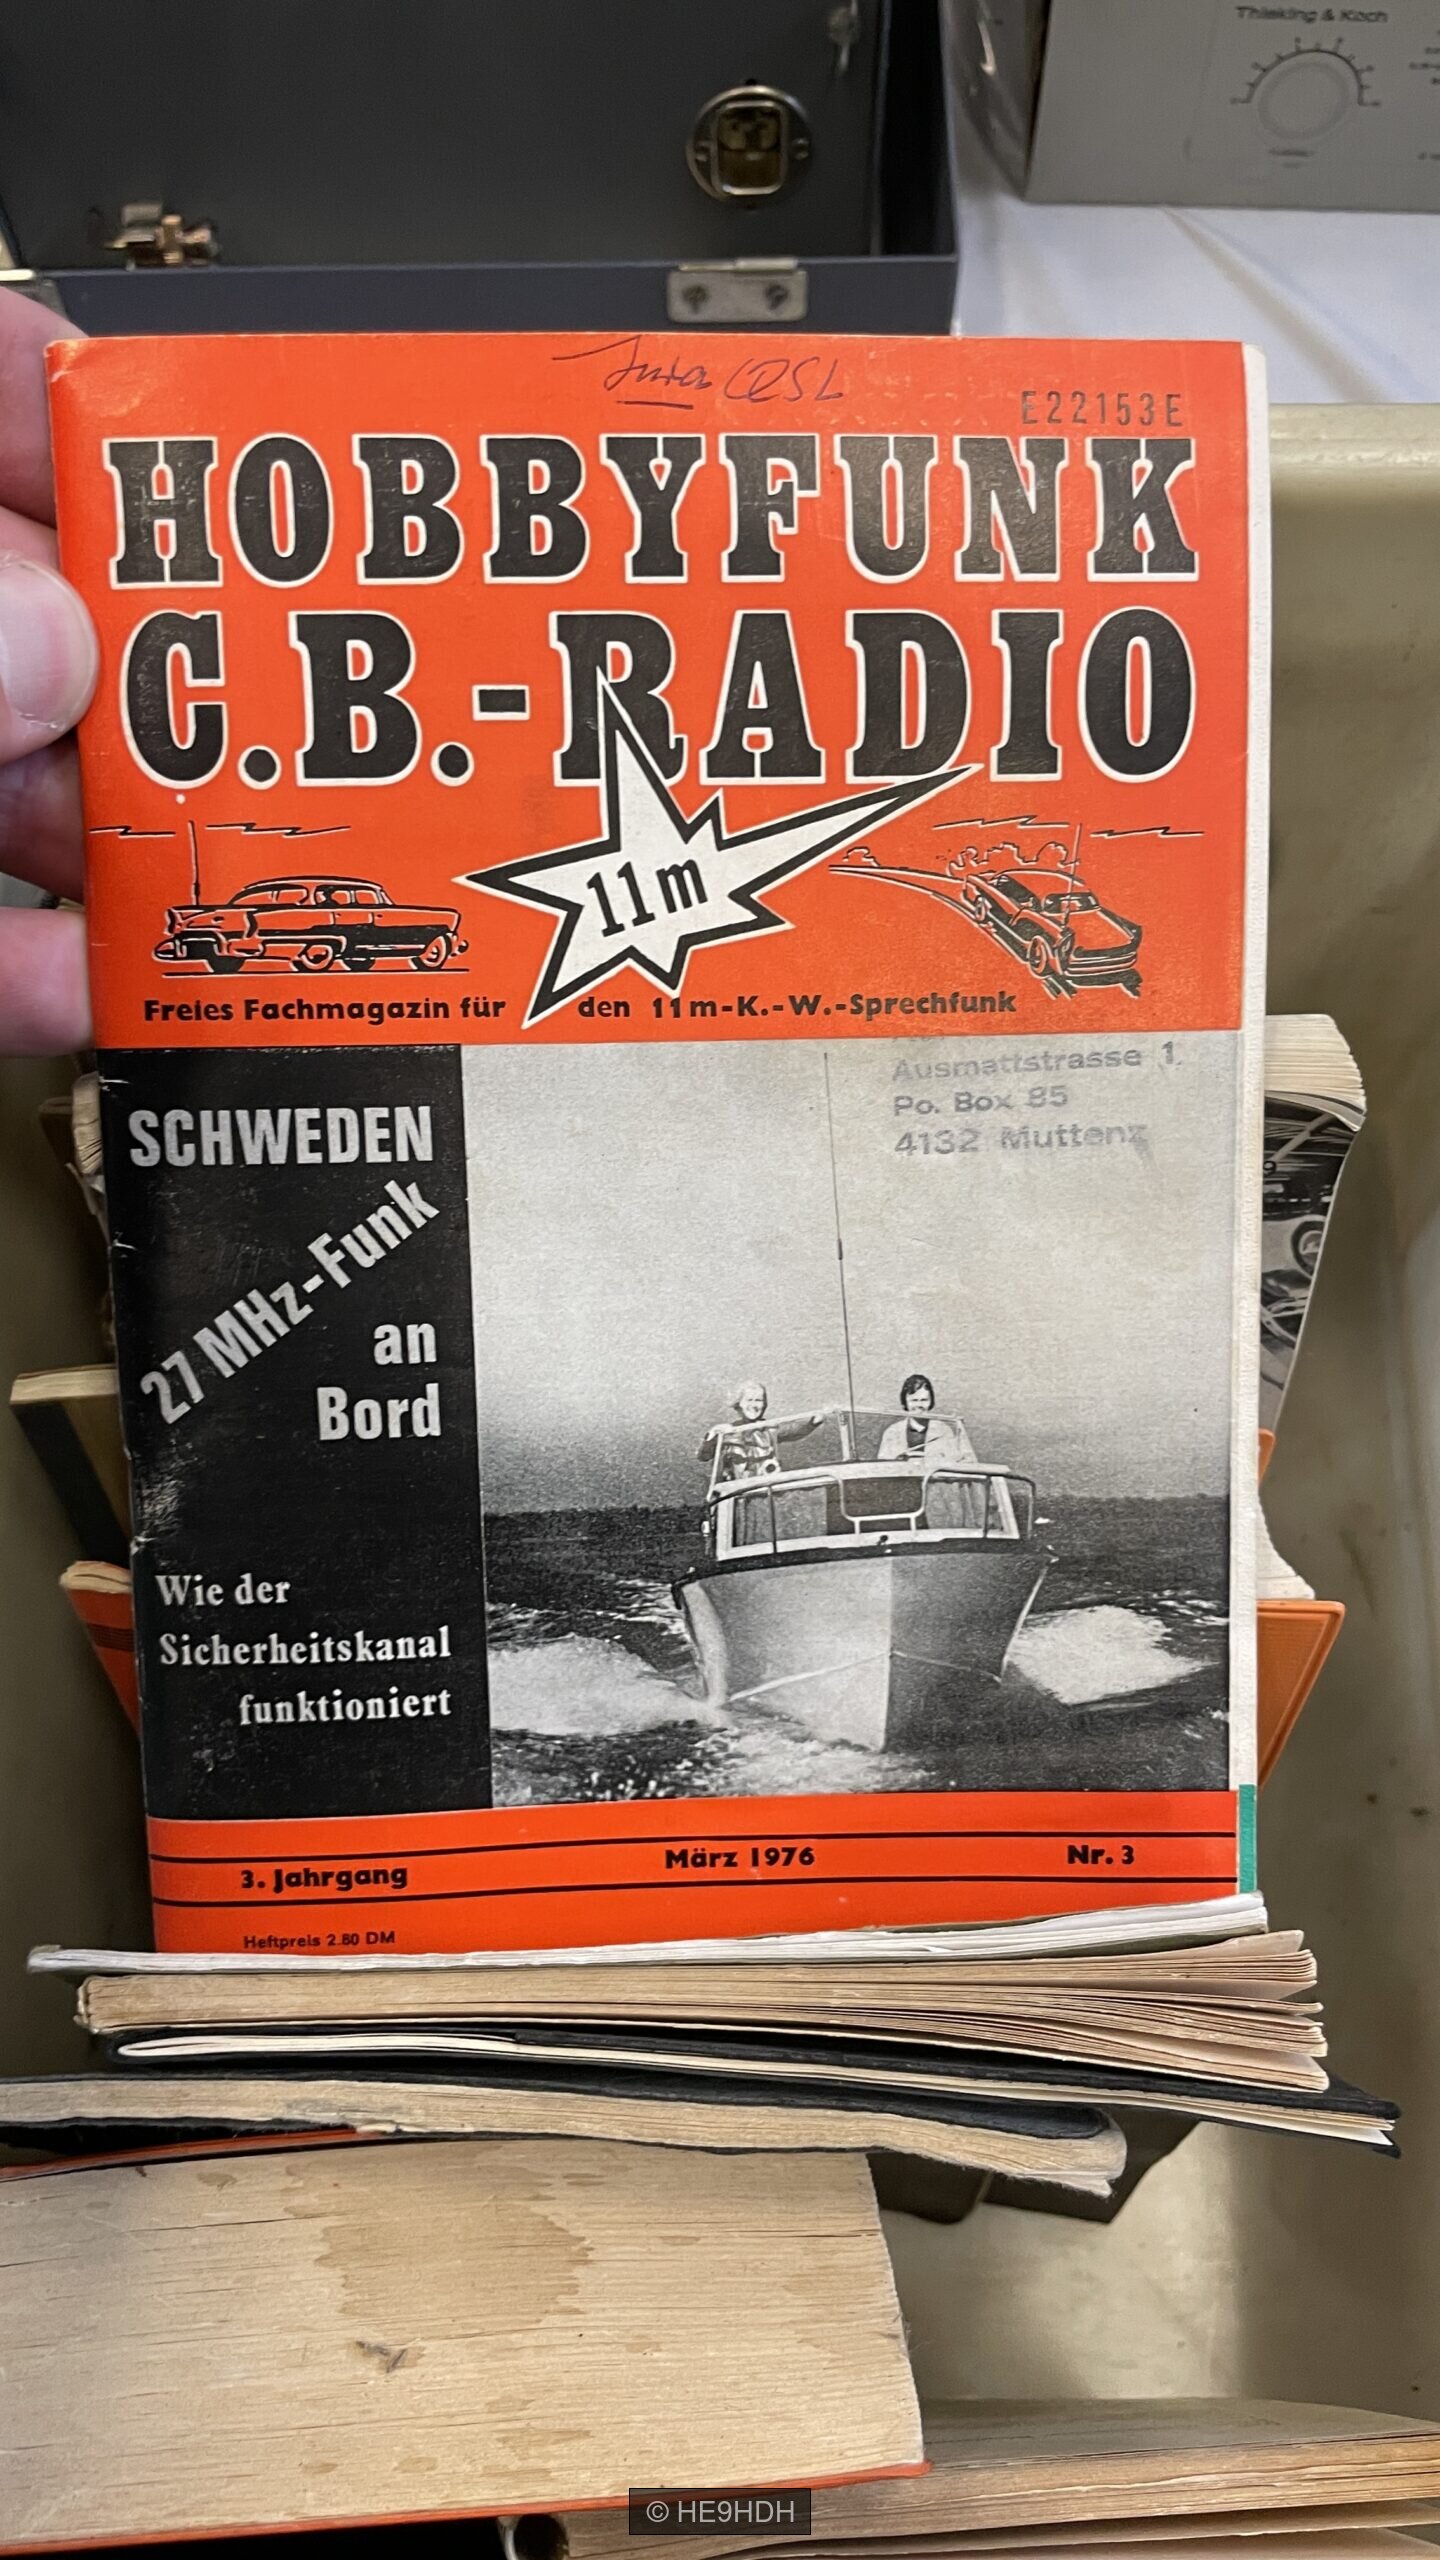 Thisking & Koch
QSL
E22153E
HOBBYFUNK
C.B.-RADIO
11m
Freies Fachmagazin für den 11m-K.-W.-Sprechfunk
Ausmattstrasse 1.
Po. Box 85
4132 Muttenz
SCHWEDEN
27 MHz-Funk
an
Bord
Wie der
Sicherheitskanal
funktioniert
3. Jahrgang März 1976 Nr. 3
Heftpreis 2.80 DM
© HE9HDH